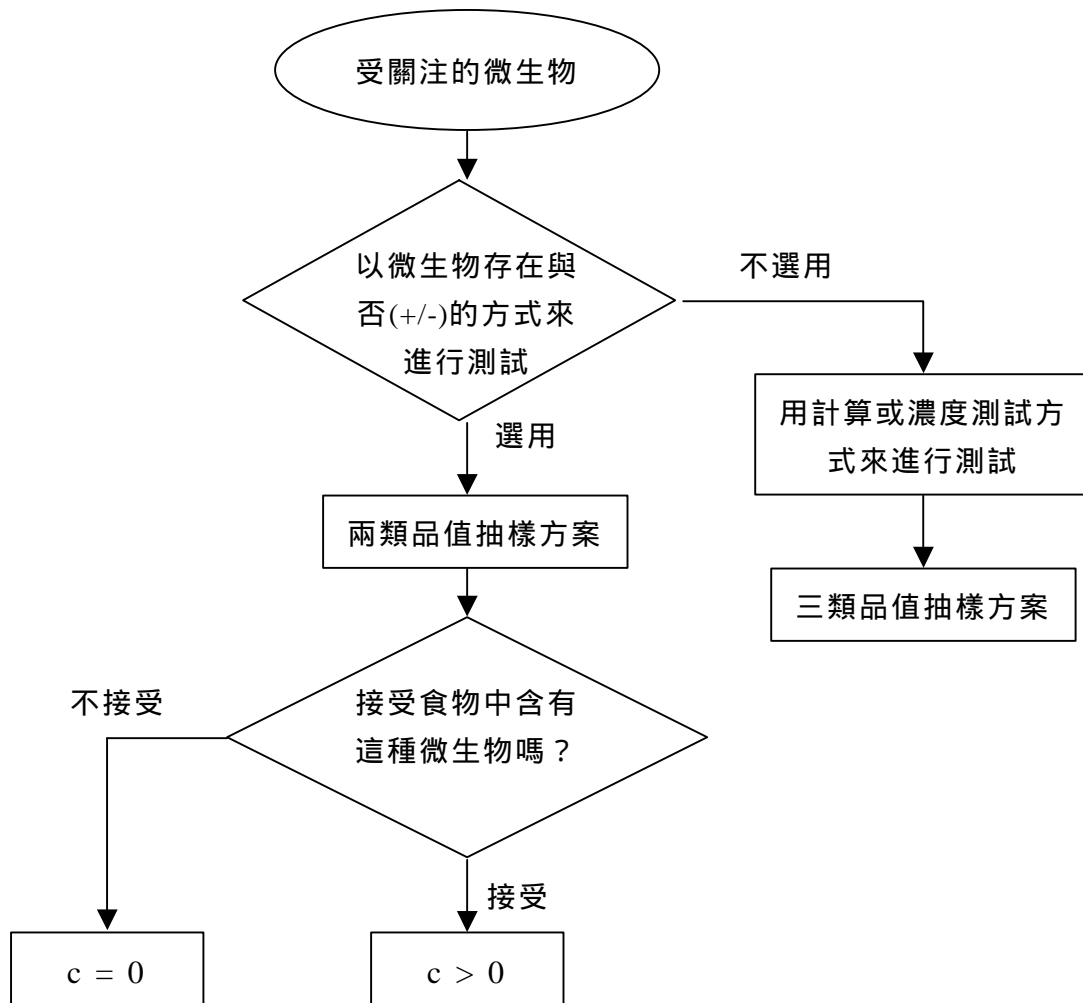 受關注的微生物
以微生物存在與
否(+/-)的方式來
進行測試
不選用
選用
用計算或濃度測試方
式來進行測試
兩類品值抽樣方案
三類品值抽樣方案
不接受
接受食物中含有
這種微生物嗎？
接受
c = 0
c > 0